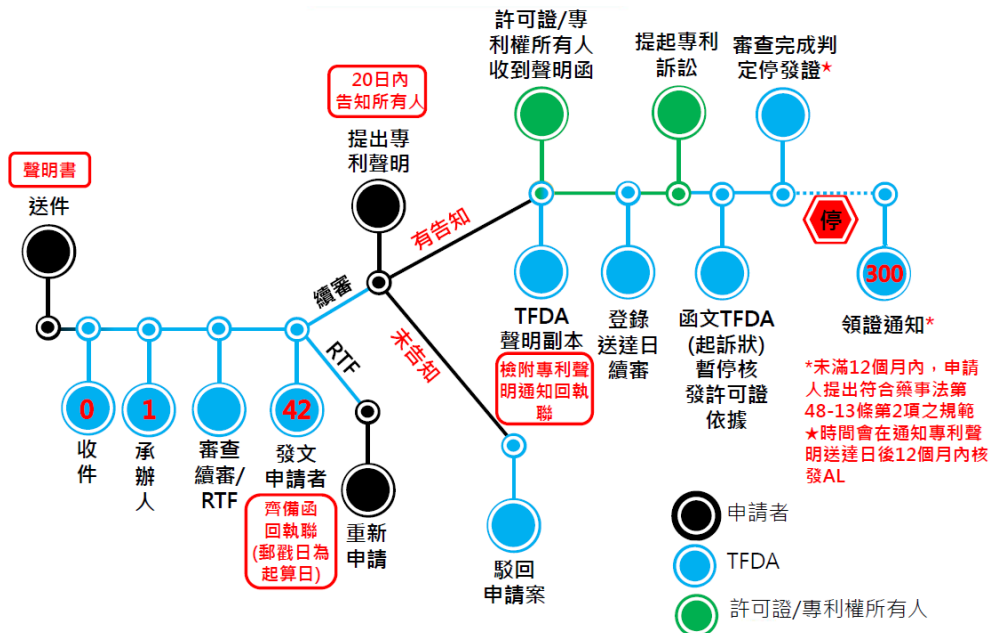 聲明書
送件
0
收件
1
承
辦
人
審查
續審/
RTF
42
發文
申請者
齊備函
回執聯
(郵戳日為
起算日)
續審
RTF
重新
申請
20日內
告知所有人
提出專
利聲明
有告知
未告知
駁回
申請案
許可證/專
利權所有人
收到聲明函
TFDA
聲明副本
檢附專利聲
明通知回執
聯
登錄
送達日
續審
提起專利
訴訟
函文TFDA
(起訴狀)
暫停核
發許可證
依據
審查完成判
定停發證★
停
300
領證通知*
*未滿12個月內，申請
人提出符合藥事法第
48-13條第2項之規範
★時間會在通知專利聲
明送達日後12個月內核
發AL
申請者
TFDA
許可證/專利權所有人